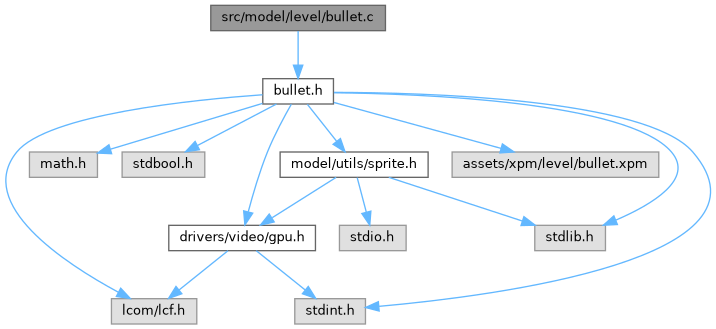 src/model/level/bullet.c
bullet.h
math.h
stdbool.h
model/utils/sprite.h
assets/xpm/level/bullet.xpm
drivers/video/gpu.h
stdio.h
stdlib.h
lcom/lcf.h
stdint.h